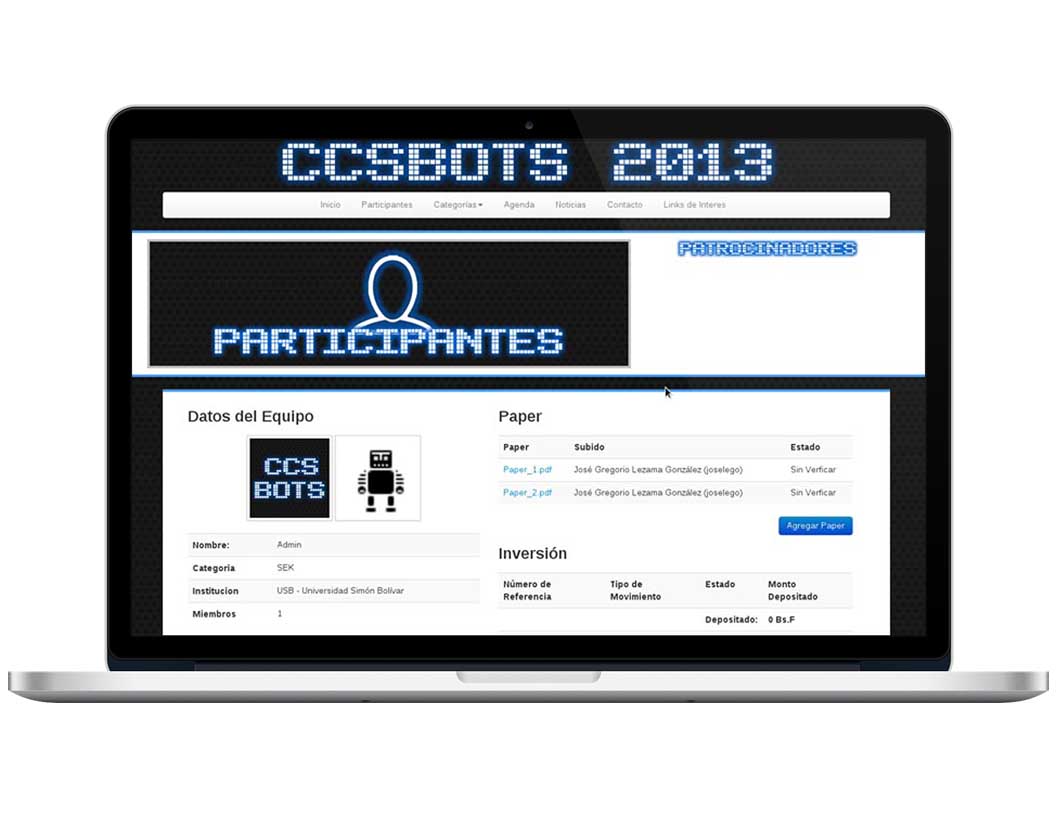 CCSBOTS 2013
Inicio Participantes Categorías Agenda Noticias Contacto Links de Interes
PARTICIPANTES
PATROCINADORES
Datos del Equipo
CCS
BOTS
Nombre: Admin
Categoria SEK
Institucion USB - Universidad Simón Bolívar
Miembros 1
Paper
Paper Subido Estado
Paper_1.pdf José Gregorio Lezama González (joselego) Sin Verficar
Paper_2.pdf José Gregorio Lezama González (joselego) Sin Verficar
Agregar Paper
Inversión
Número de Referencia Tipo de Movimiento Estado Monto Depositado
Depositado: 0 Bs.F